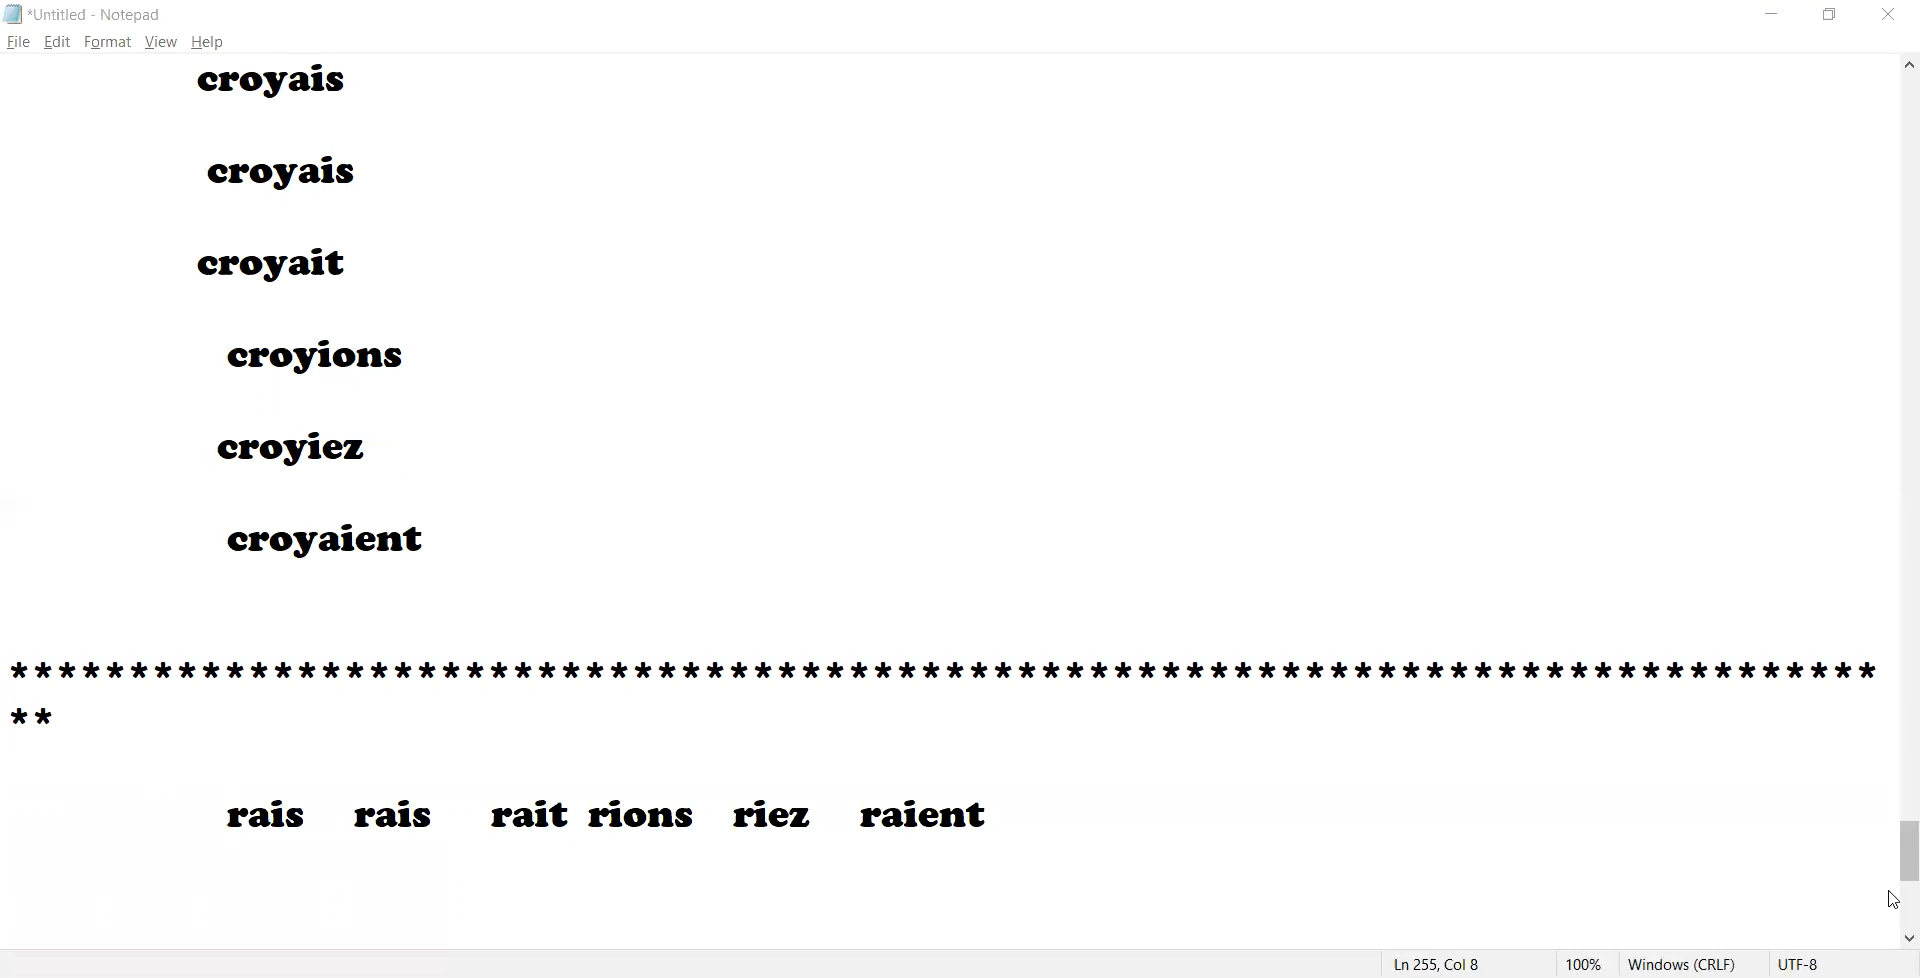 *Untitled - Notepad
File Edit Format View Help
croyais
croyais
croyait
croyions
croyiez
croyaient
******************************************************************************
**
rais rais rait rions riez raient
Ln 255, Col 8 100% Windows (CRLF) UTF-8